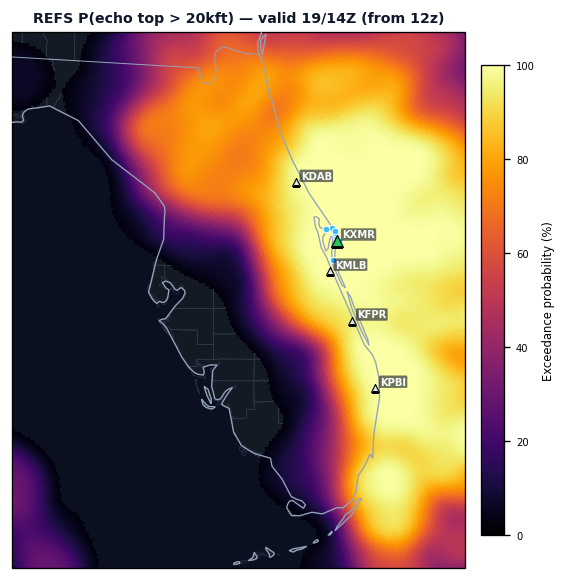 REFS P(echo top > 20kft) — valid 19/14Z (from 12z)
100
80
60
40
20
0
Exceedance probability (%)
KDAB
KXMR
KMLB
KFPR
KPBI